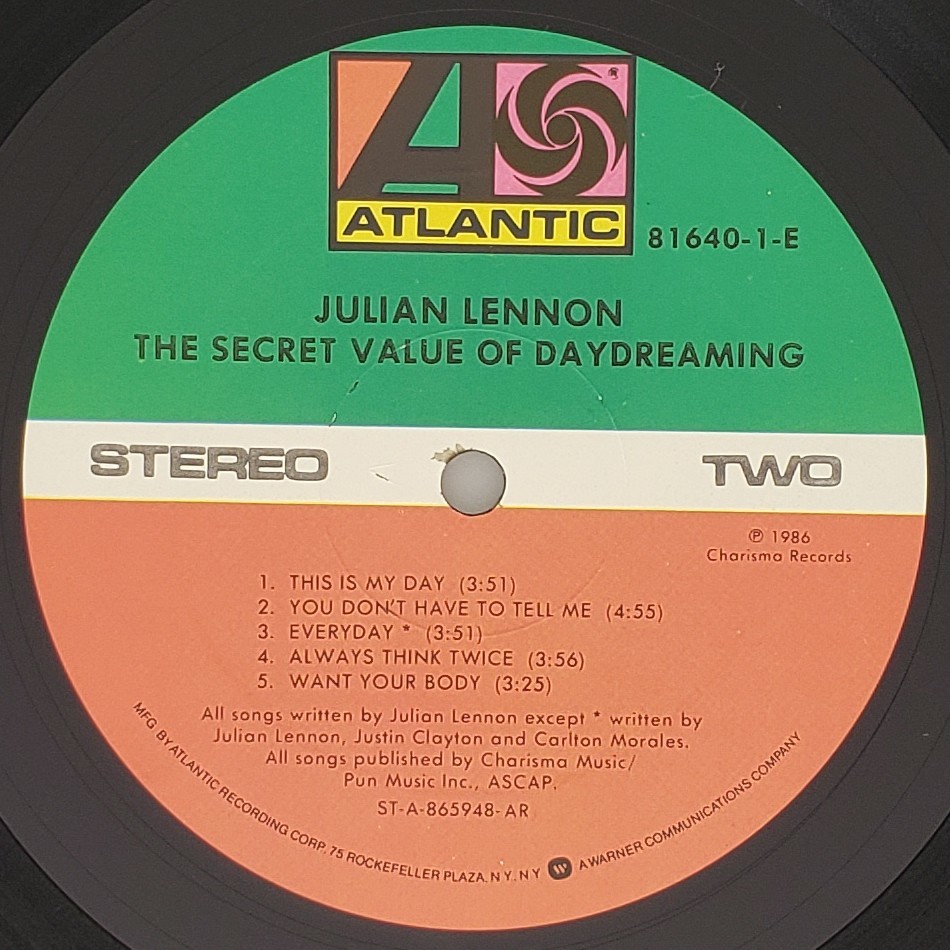 A
®
ATLANTIC
81640-1-E
JULIAN LENNON
THE SECRET VALUE OF DAYDREAMING
STEREO
TWO
℗ 1986
Charisma Records
1. THIS IS MY DAY (3:51)
2. YOU DON'T HAVE TO TELL ME (4:55)
3. EVERYDAY * (3:51)
4. ALWAYS THINK TWICE (3:56)
5. WANT YOUR BODY (3:25)
All songs written by Julian Lennon except * written by
Julian Lennon, Justin Clayton and Carlton Morales.
All songs published by Charisma Music/
Pun Music Inc., ASCAP.
ST-A-865948-AR
MFG BY ATLANTIC RECORDING CORP. 75 ROCKEFELLER PLAZA. N.Y. N.Y W A WARNER COMMUNICATIONS COMPANY